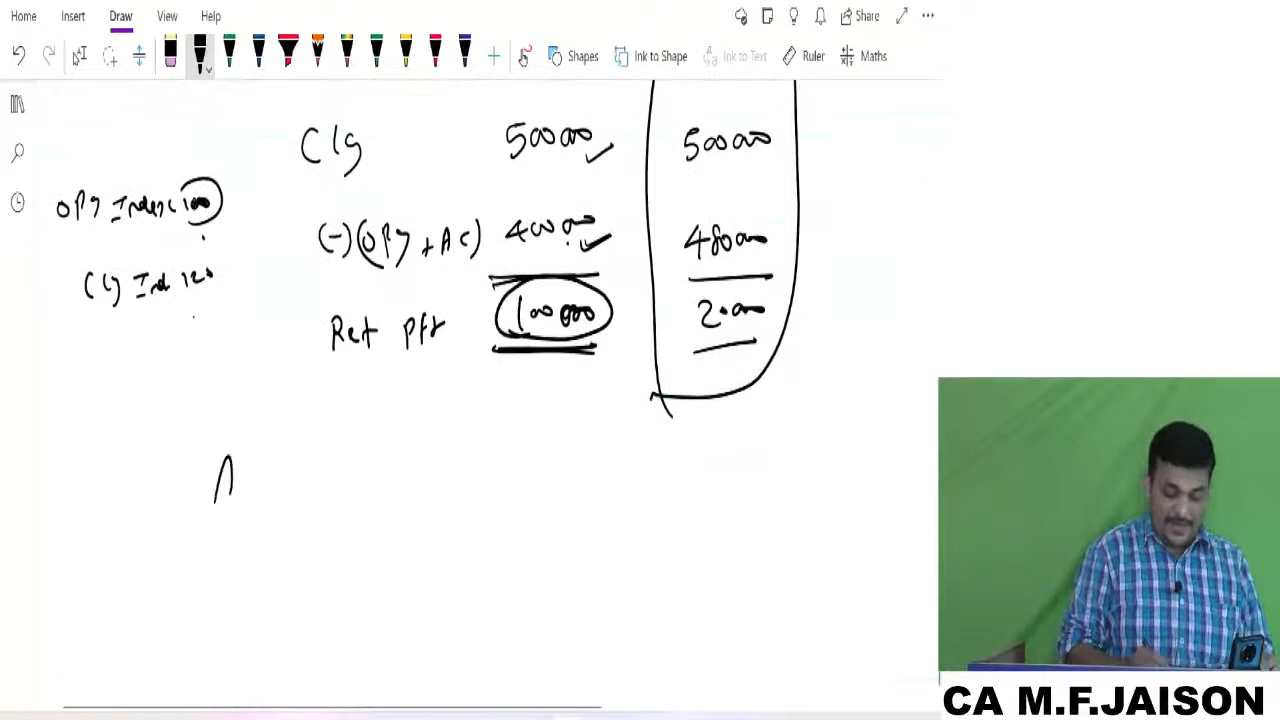 Home Insert Draw View Help Share
Shapes Ink to Shape Ink to Text Ruler Maths
Clg 50000 50000
OPg Index 100
(-) (OPg + AC) 40000 48000
Clg Ind 120
Ret Pft 100000 2000
CA M.F.JAISON